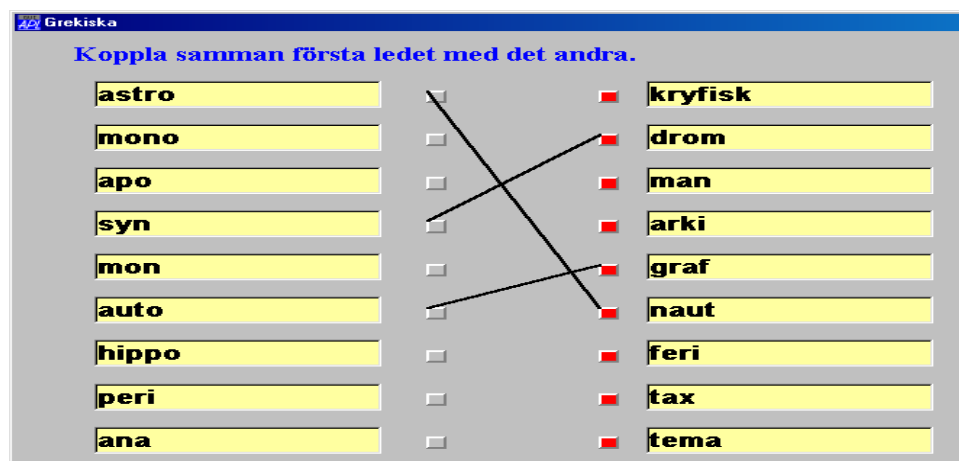 API Grekiska
Koppla samman första ledet med det andra.
astro kryfisk
mono drom
apo man
syn arki
mon graf
auto naut
hippo feri
peri tax
ana tema